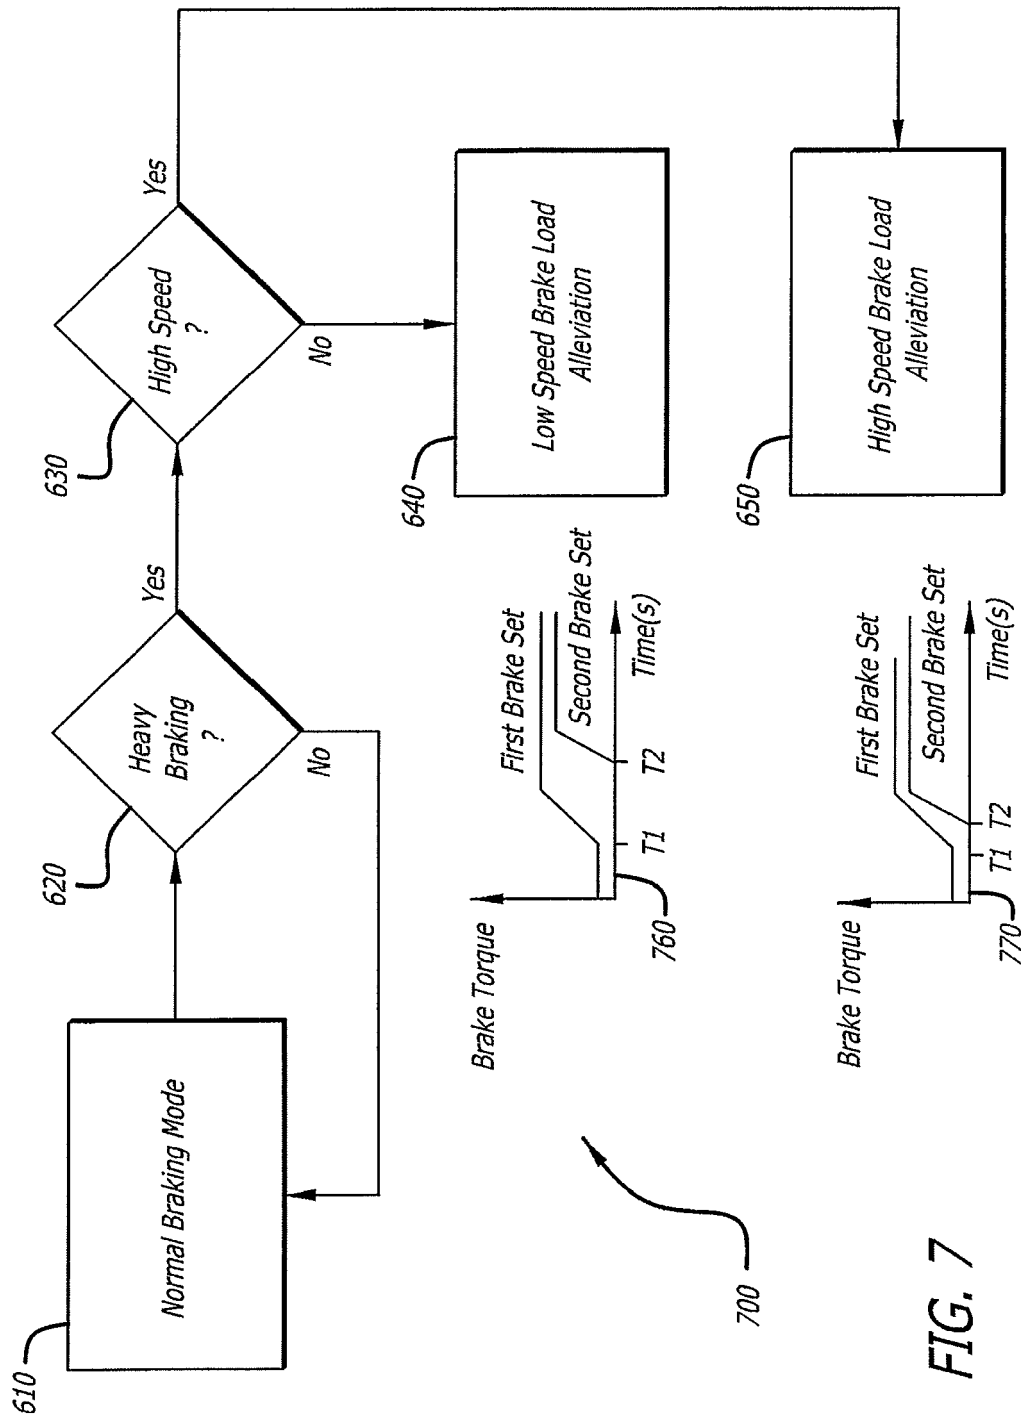 610
Normal Braking Mode
620
Heavy
Braking
?
Yes
No
630
High Speed
?
Yes
No
640
Low Speed Brake Load
Alleviation
650
High Speed Brake Load
Alleviation
Brake Torque
First Brake Set
Second Brake Set
T1
T2
Time(s)
760
Brake Torque
First Brake Set
Second Brake Set
T1
T2
Time(s)
770
700
FIG. 7